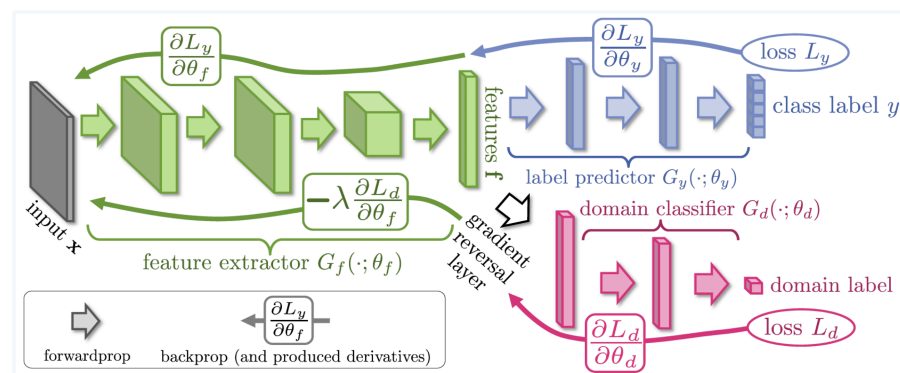 ∂L_y/∂θ_f
∂L_y/∂θ_y
loss L_y
features f
class label y
label predictor G_y(·; θ_y)
input x
−λ ∂L_d/∂θ_f
feature extractor G_f(·; θ_f)
gradient
reversal
layer
domain classifier G_d(·; θ_d)
domain label
∂L_d/∂θ_d
loss L_d
forwardprop
∂L_y/∂θ_f
backprop (and produced derivatives)